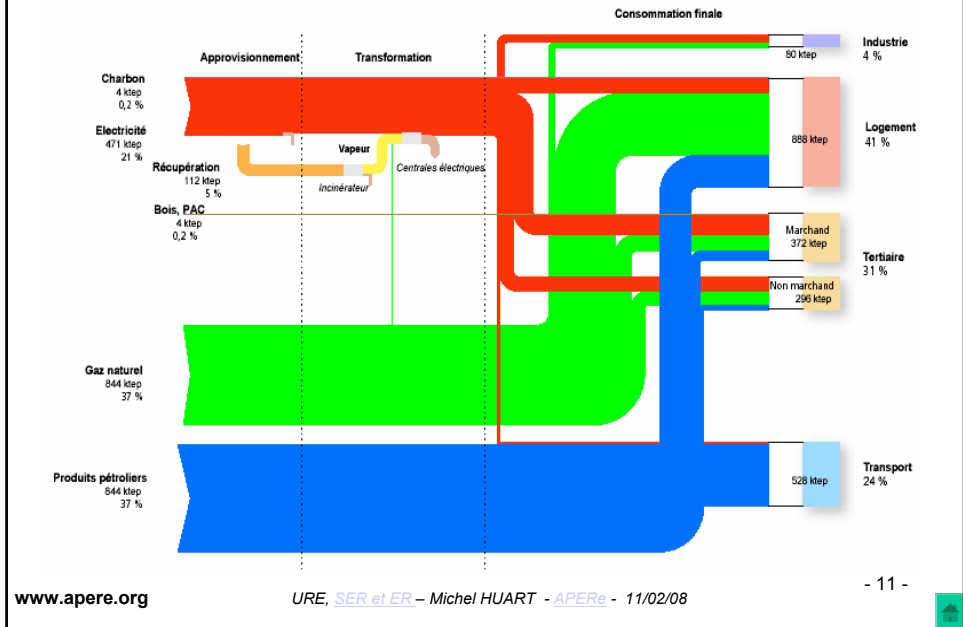 Consommation finale
Approvisionnement
Transformation
Charbon
4 ktep
0,2 %
Electricité
471 ktep
21 %
Récupération
112 ktep
5 %
Bois, PAC
4 ktep
0,2 %
Vapeur
Centrales électriques
Incinérateur
Gaz naturel
844 ktep
37 %
Produits pétroliers
844 ktep
37 %
80 ktep
Industrie
4 %
888 ktep
Logement
41 %
Marchand
372 ktep
Tertiaire
31 %
Non marchand
296 ktep
528 ktep
Transport
24 %
- 11 -
www.apere.org
URE, SER et ER – Michel HUART - APERe - 11/02/08